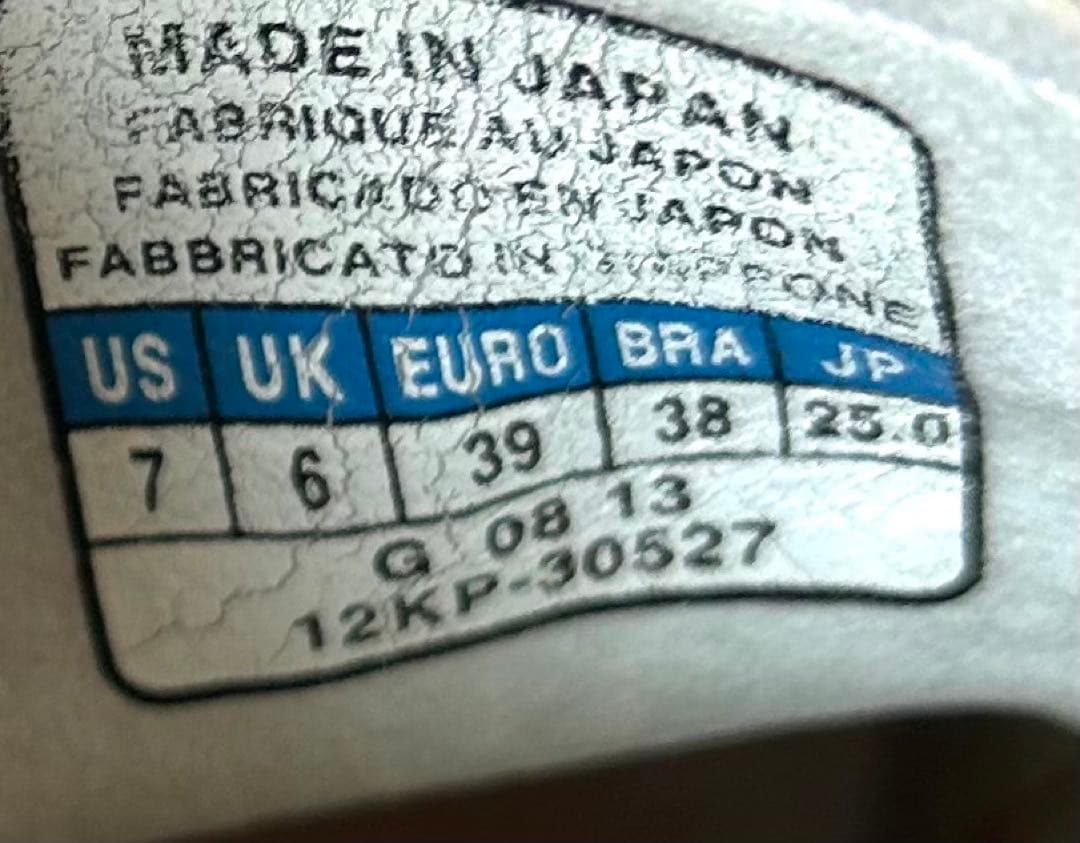 MADE IN JAPAN
FABRIQUE AU JAPON
FABRICADO EN JAPON
FABBRICATO IN GIAPPONE
US UK EURO BRA JP
7 6 39 38 25.0
G 08 13
12KP-30527